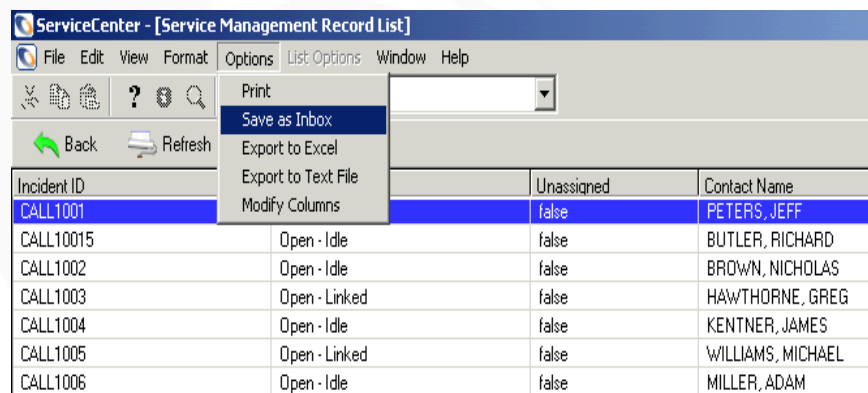 ServiceCenter - [Service Management Record List]
File Edit View Format Options List Options Window Help
Print
Save as Inbox
Back Refresh Export to Excel
Export to Text File
Modify Columns
Incident ID Unassigned Contact Name
CALL1001 false PETERS, JEFF
CALL10015 Open - Idle false BUTLER, RICHARD
CALL1002 Open - Idle false BROWN, NICHOLAS
CALL1003 Open - Linked false HAWTHORNE, GREG
CALL1004 Open - Idle false KENTNER, JAMES
CALL1005 Open - Linked false WILLIAMS, MICHAEL
CALL1006 Open - Idle false MILLER, ADAM